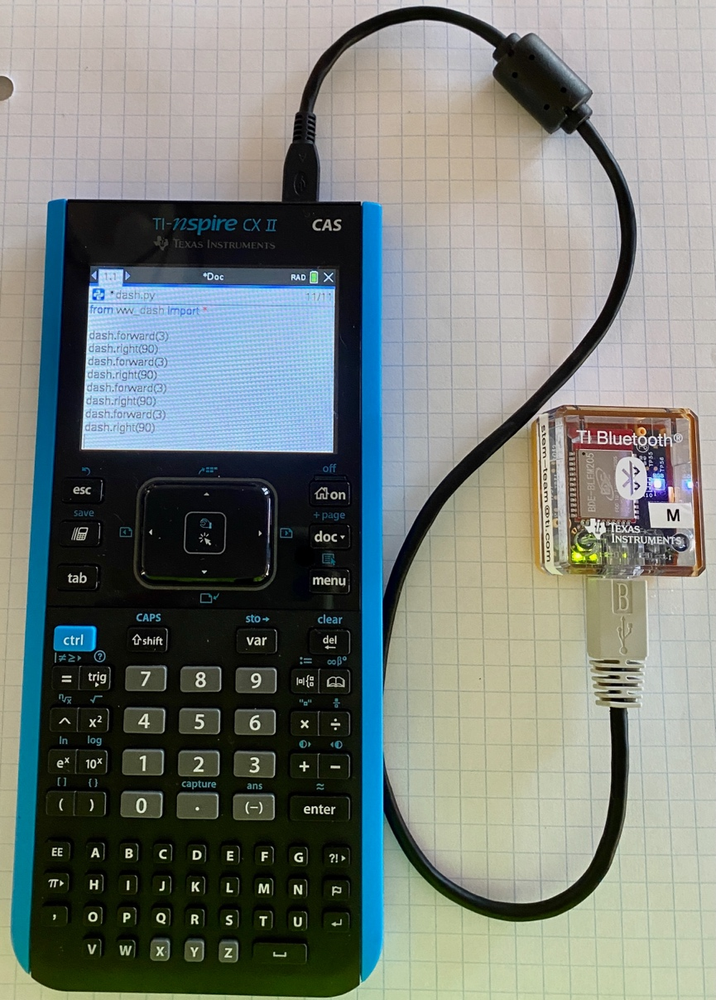 TI-nspire CX II CAS
TEXAS INSTRUMENTS
1.1 *Doc RAD
*dash.py 11/11
from ww_dash import *
dash.forward(3)
dash.right(90)
dash.forward(3)
dash.right(90)
dash.forward(3)
dash.right(90)
dash.forward(3)
dash.right(90)
off
esc on
save + page
doc
tab menu
CAPS sto→ clear
ctrl ⇧shift var del
|≠≥▸ ? := ∞β°
= trig 7 8 9 |□|{
ⁿ√x √ "□"
^ x² 4 5 6 × ÷
ln log
eˣ 10ˣ 1 2 3 + −
[ ] { } capture ans ≈
( ) 0 . (−) enter
EE A B C D E F G ?!▸
π▸ H I J K L M N
, O P Q R S T U ↵
V W X Y Z
TI Bluetooth®
stem-team@ti.com
BDE-BLEM205
M
TEXAS
INSTRUMENTS
B